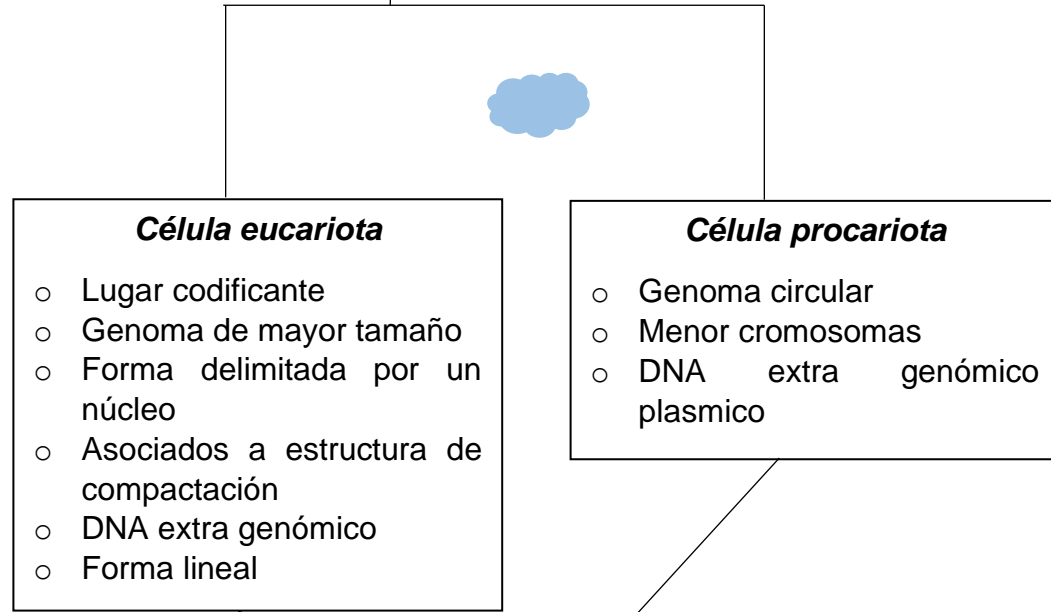 Célula eucariota
○ Lugar codificante
○ Genoma de mayor tamaño
○ Forma delimitada por un
núcleo
○ Asociados a estructura de
compactación
○ DNA extra genómico
○ Forma lineal
Célula procariota
○ Genoma circular
○ Menor cromosomas
○ DNA extra genómico
plasmico